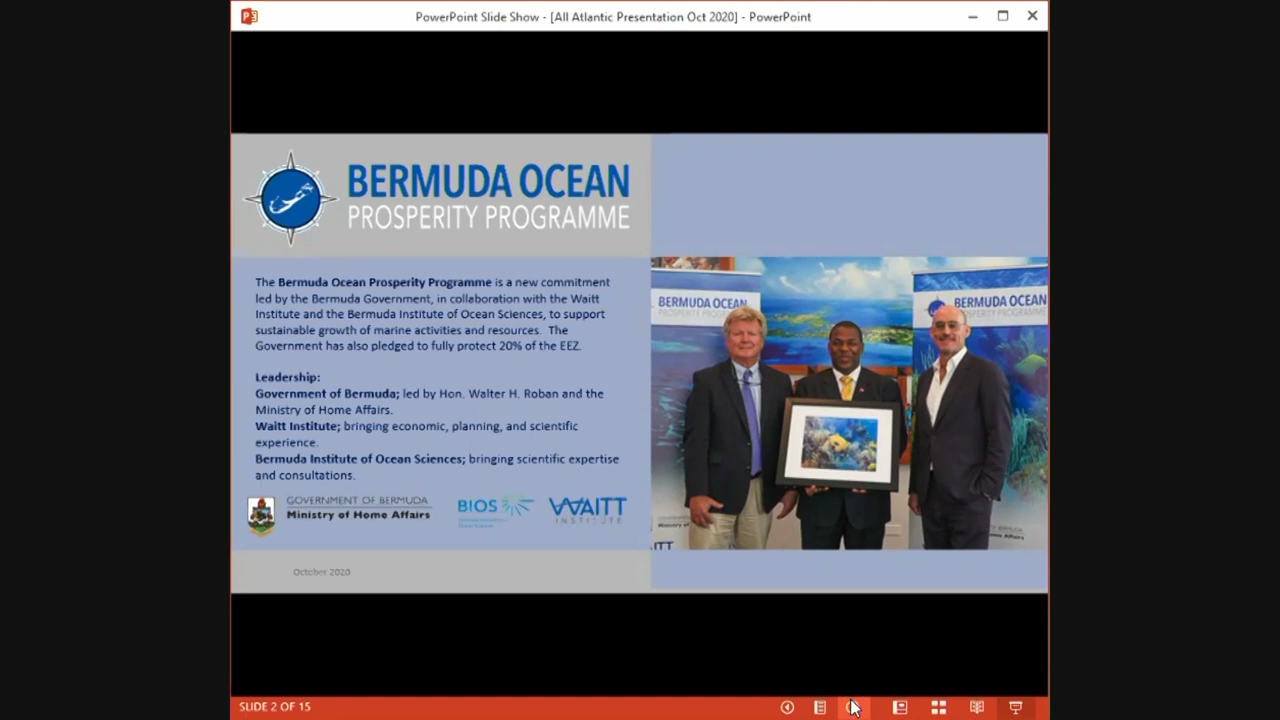 PowerPoint Slide Show - [All Atlantic Presentation Oct 2020] - PowerPoint
BERMUDA OCEAN
PROSPERITY PROGRAMME
The Bermuda Ocean Prosperity Programme is a new commitment
led by the Bermuda Government, in collaboration with the Waitt
Institute and the Bermuda Institute of Ocean Sciences, to support
sustainable growth of marine activities and resources. The
Government has also pledged to fully protect 20% of the EEZ.
Leadership:
Government of Bermuda; led by Hon. Walter H. Roban and the
Ministry of Home Affairs.
Waitt Institute; bringing economic, planning, and scientific
experience.
Bermuda Institute of Ocean Sciences; bringing scientific expertise
and consultations.
GOVERNMENT OF BERMUDA
Ministry of Home Affairs
BIOS
WAITT
INSTITUTE
October 2020
BERMUDA OCEAN
PROSPERITY
BERMUDA OCEAN
PROSPERITY PROGRAMME
SLIDE 2 OF 15